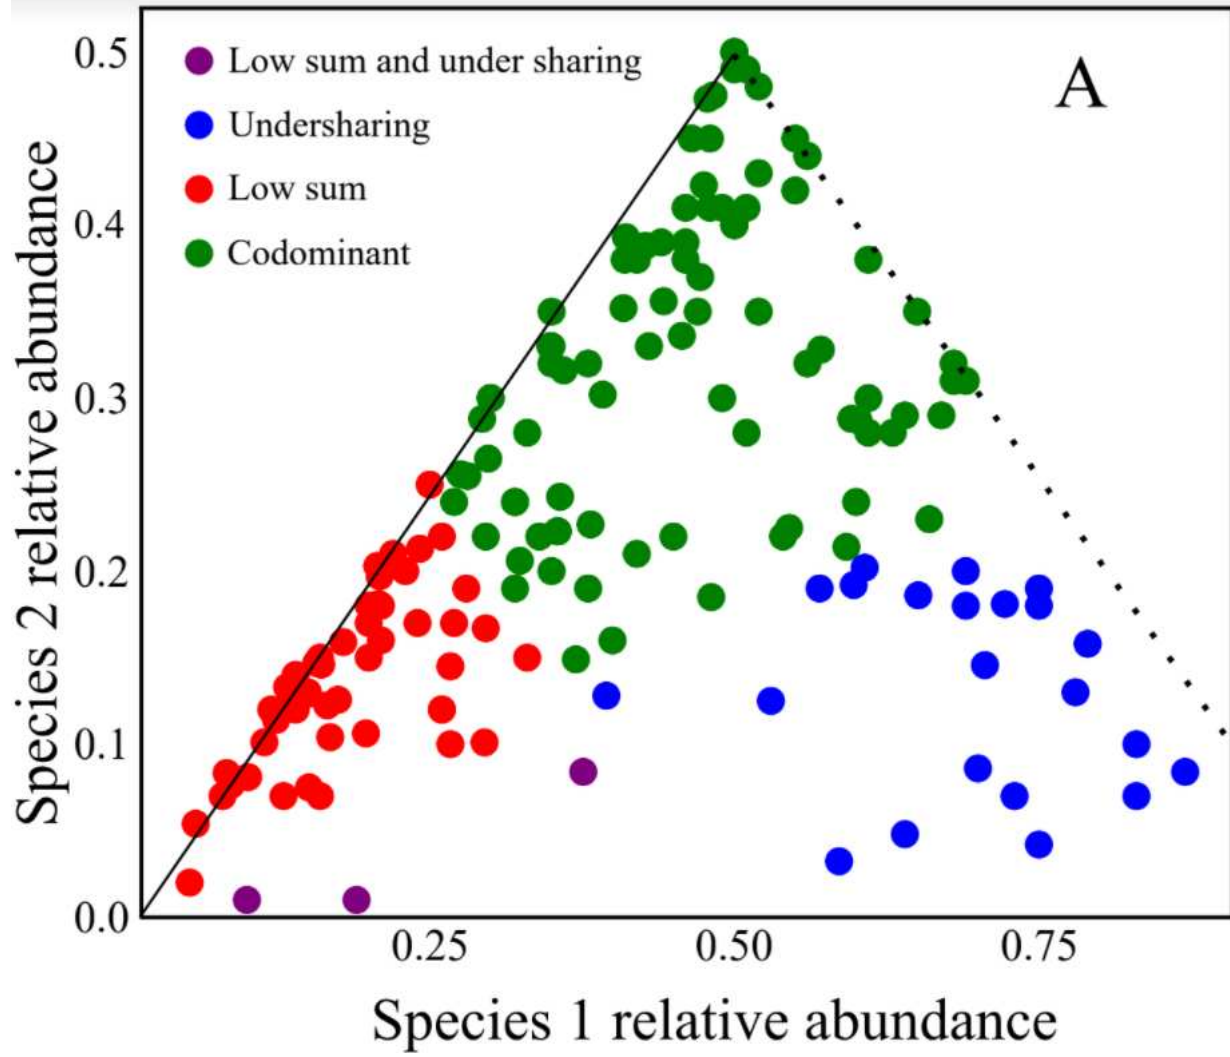 A
Low sum and under sharing
Undersharing
Low sum
Codominant
Species 2 relative abundance
0.5
0.4
0.3
0.2
0.1
0.0
0.25
0.50
0.75
Species 1 relative abundance